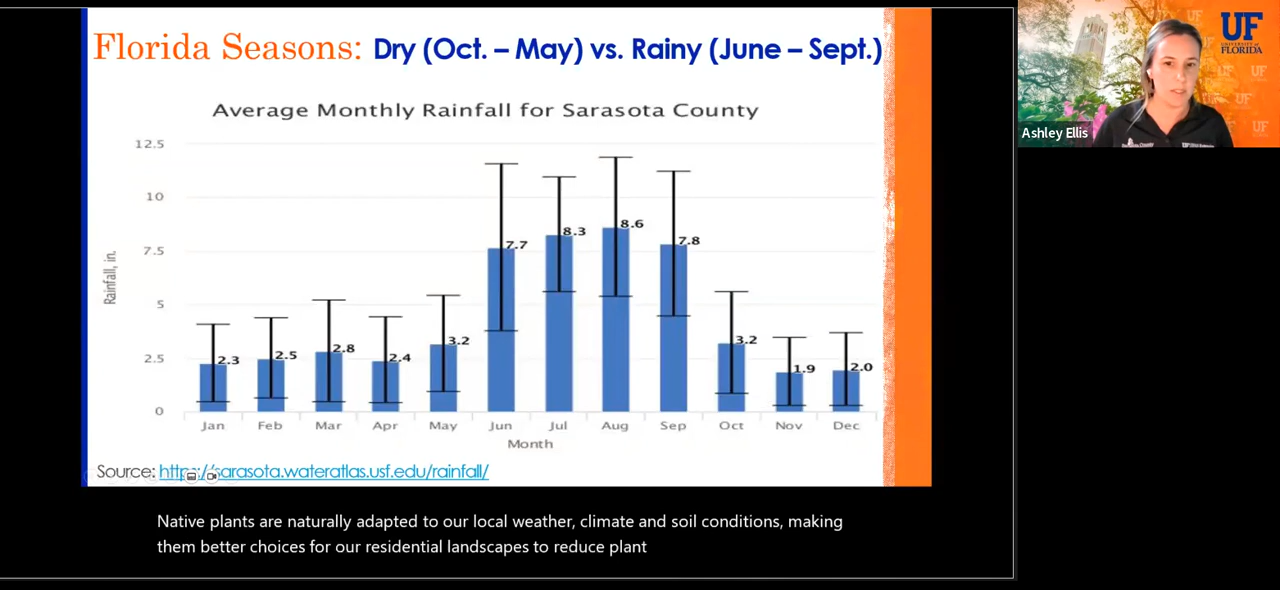 Florida Seasons: Dry (Oct. – May) vs. Rainy (June – Sept.)
Average Monthly Rainfall for Sarasota County
12.5
10
7.5
5
2.5
0
Rainfall, in.
2.3
2.5
2.8
2.4
3.2
7.7
8.3
8.6
7.8
3.2
1.9
2.0
Jan Feb Mar Apr May Jun Jul Aug Sep Oct Nov Dec
Month
Source: https://sarasota.wateratlas.usf.edu/rainfall/
Native plants are naturally adapted to our local weather, climate and soil conditions, making
them better choices for our residential landscapes to reduce plant
UF
UNIVERSITY of
FLORIDA
UF
UF
UF
UF
Ashley Ellis